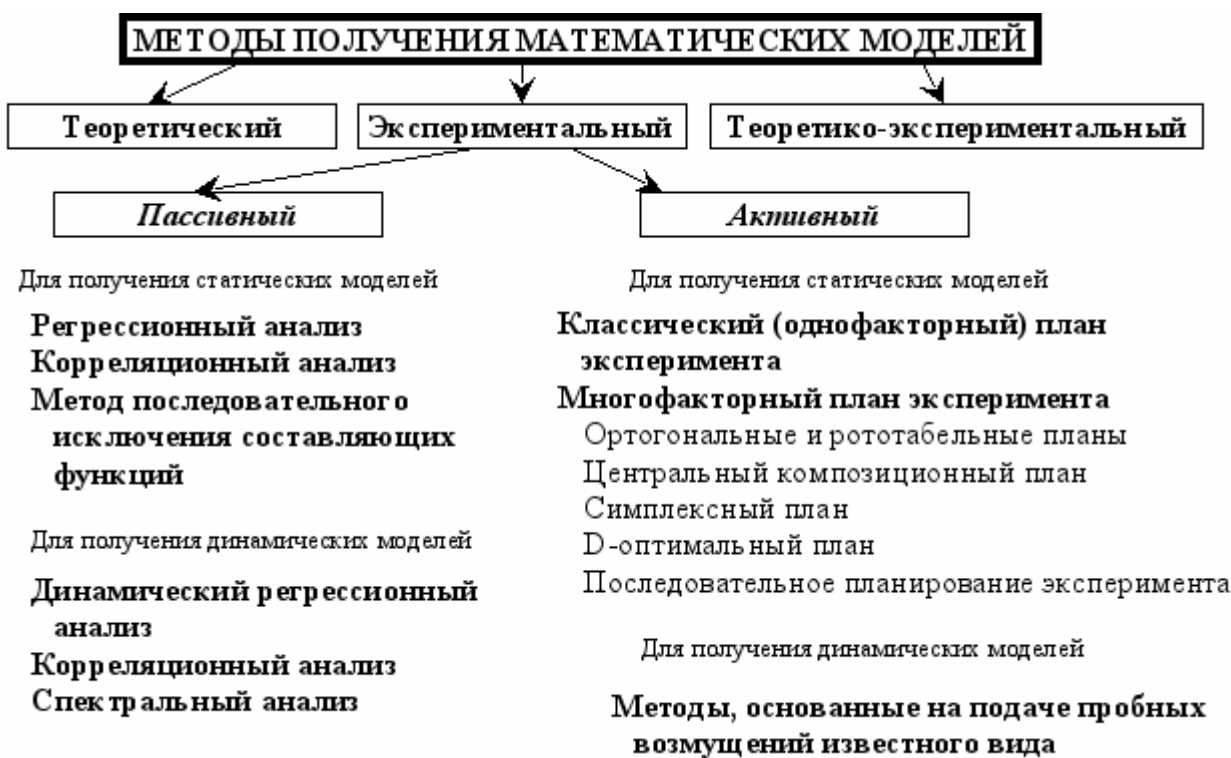 МЕТОДЫ ПОЛУЧЕНИЯ МАТЕМАТИЧЕСКИХ МОДЕЛЕЙ
Теоретический
Экспериментальный
Теоретико-экспериментальный
Пассивный
Активный
Для получения статических моделей
Регрессионный анализ
Корреляционный анализ
Метод последовательного
исключения составляющих
функций
Для получения динамических моделей
Динамический регрессионный
анализ
Корреляционный анализ
Спектральный анализ
Для получения статических моделей
Классический (однофакторный) план
эксперимента
Многофакторный план эксперимента
Ортогональные и рототабельные планы
Центральный композиционный план
Симплексный план
D-оптимальный план
Последовательное планирование эксперимента
Для получения динамических моделей
Методы, основанные на подаче пробных
возмущений известного вида